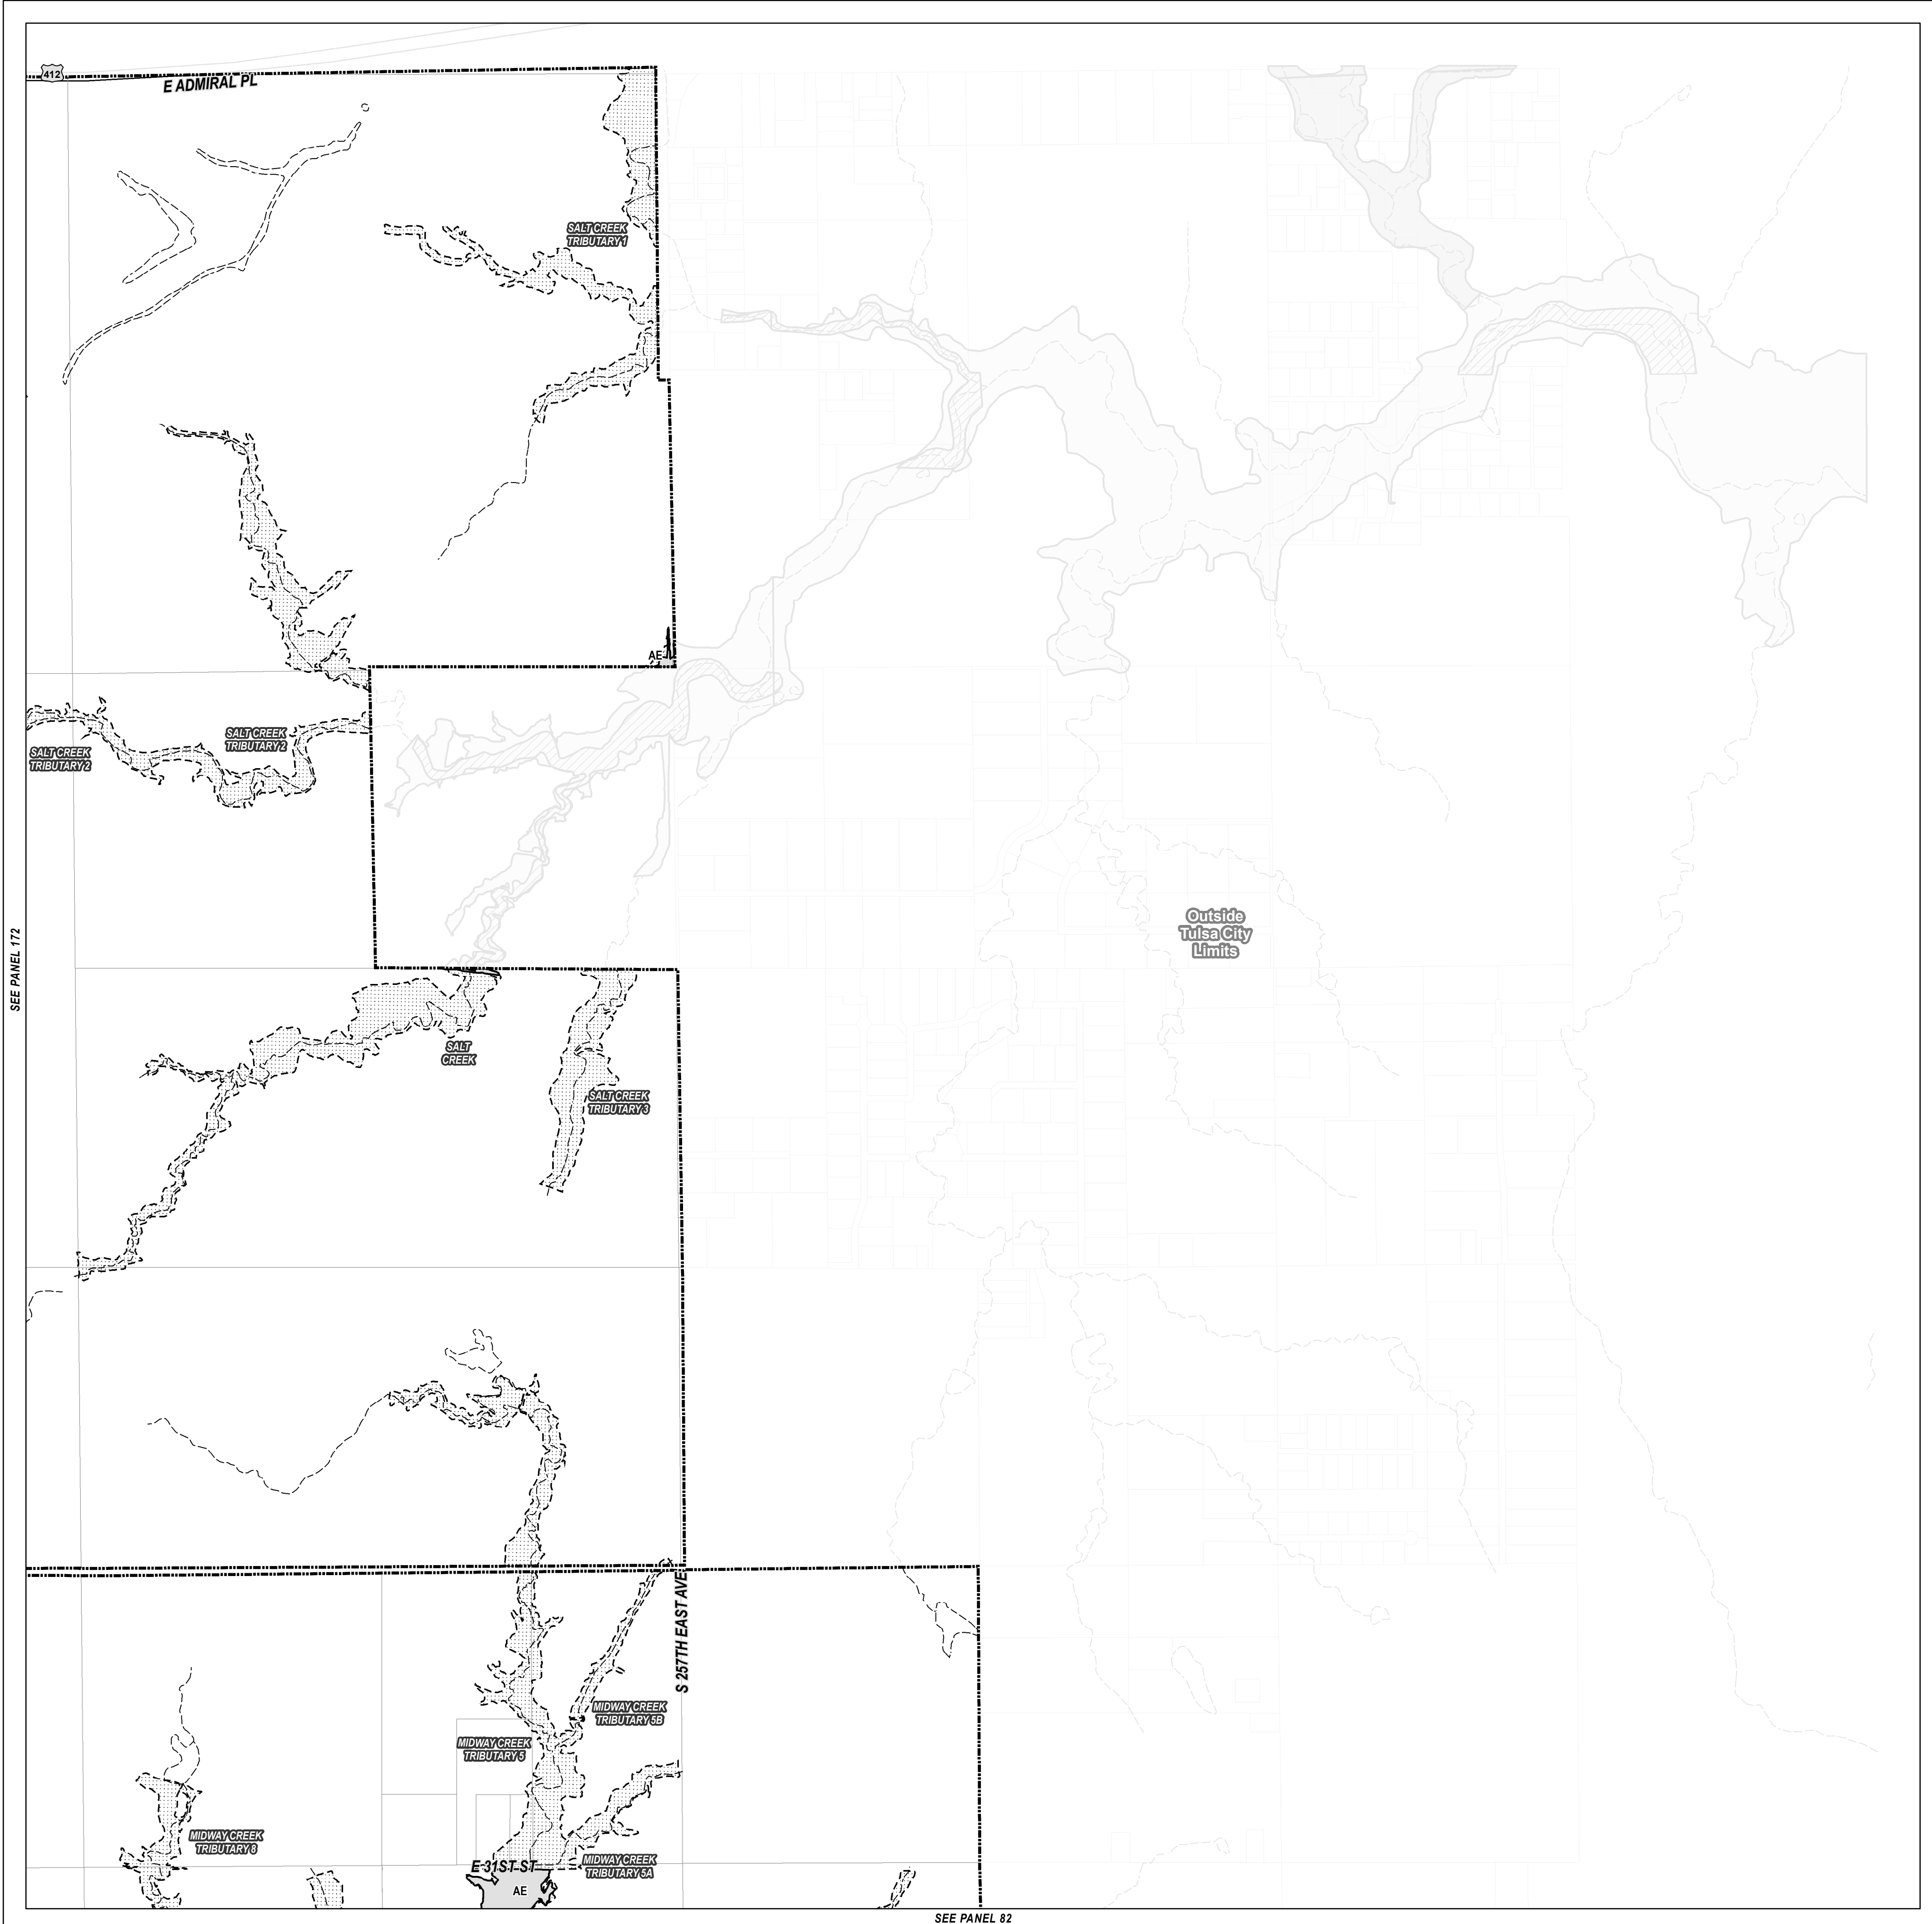 412
E ADMIRAL PL
SALT CREEK
TRIBUTARY 1
AE
SALT CREEK
TRIBUTARY 2
SALT CREEK
TRIBUTARY 2
Outside
Tulsa City
Limits
SEE PANEL 172
SALT
CREEK
SALT CREEK
TRIBUTARY 3
S 257TH EAST AVE
MIDWAY CREEK
TRIBUTARY 5B
MIDWAY CREEK
TRIBUTARY 5
MIDWAY CREEK
TRIBUTARY 8
E 31ST ST
MIDWAY CREEK
TRIBUTARY 5A
AE
SEE PANEL 82